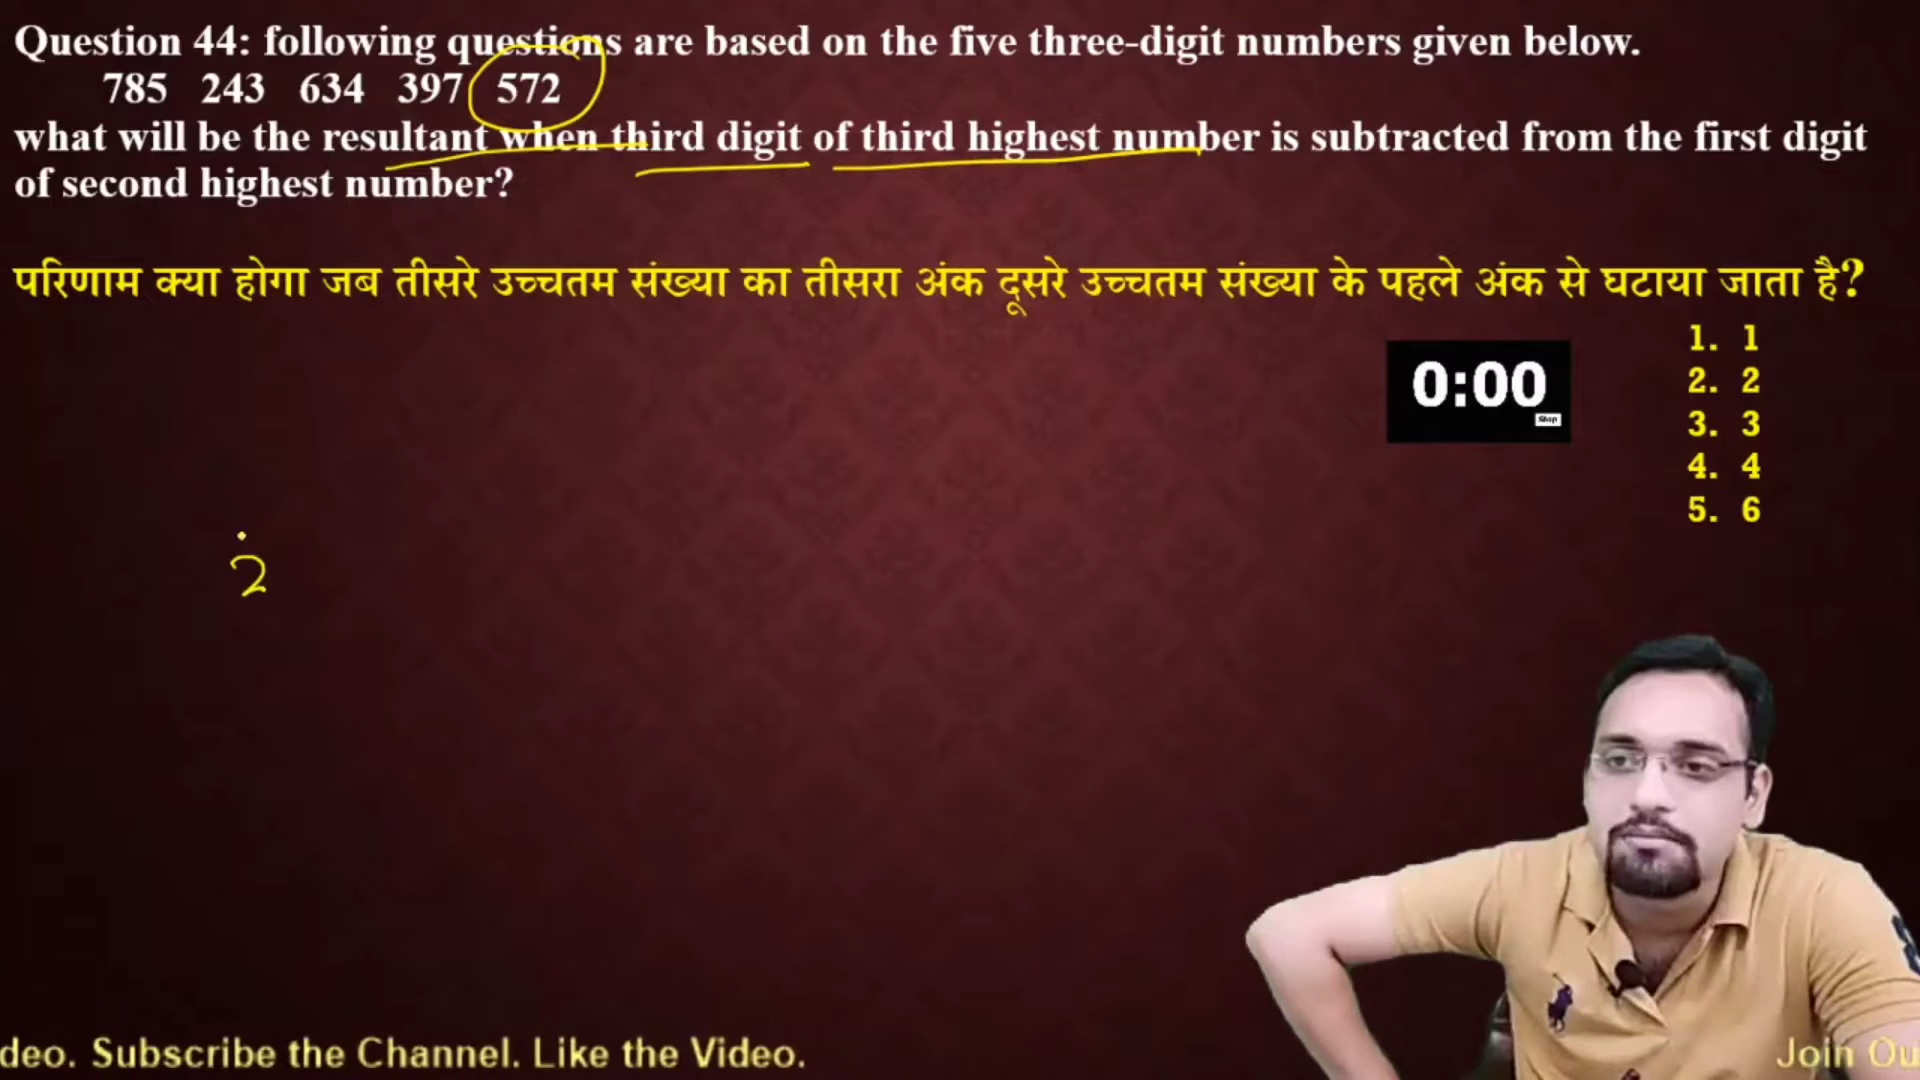 Question 44: following questions are based on the five three-digit numbers given below.
785 243 634 397 572
what will be the resultant when third digit of third highest number is subtracted from the first digit
of second highest number?
परिणाम क्या होगा जब तीसरे उच्चतम संख्या का तीसरा अंक दूसरे उच्चतम संख्या के पहले अंक से घटाया जाता है?
0:00
Stop
1. 1
2. 2
3. 3
4. 4
5. 6
2
deo. Subscribe the Channel. Like the Video.
Join Ou